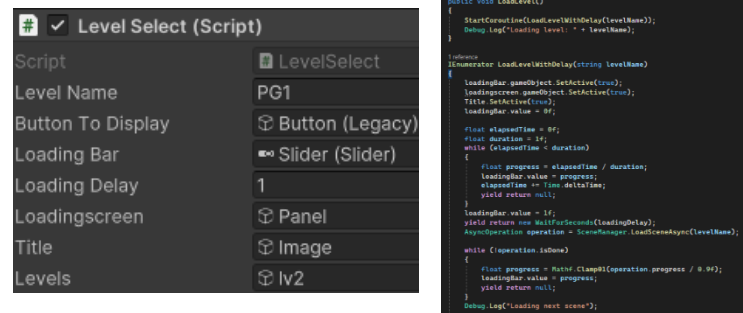 # ✓ Level Select (Script)
Script # LevelSelect
Level Name PG1
Button To Display Button (Legacy)
Loading Bar Slider (Slider)
Loading Delay 1
Loadingscreen Panel
Title Image
Levels lv2
public void LoadLevel()
{
StartCoroutine(LoadLevelWithDelay(levelName));
Debug.Log("Loading level: " + levelName);
}
1 reference
IEnumerator LoadLevelWithDelay(string levelName)
{
loadingBar.gameObject.SetActive(true);
loadingscreen.gameObject.SetActive(true);
Title.SetActive(true);
loadingBar.value = 0f;
float elapsedTime = 0f;
float duration = 1f;
while (elapsedTime < duration)
{
float progress = elapsedTime / duration;
loadingBar.value = progress;
elapsedTime += Time.deltaTime;
yield return null;
}
loadingBar.value = 1f;
yield return new WaitForSeconds(loadingDelay);
AsyncOperation operation = SceneManager.LoadSceneAsync(levelName);
while (!operation.isDone)
{
float progress = Mathf.Clamp01(operation.progress / 0.9f);
loadingBar.value = progress;
yield return null;
}
Debug.Log("Loading next scene");